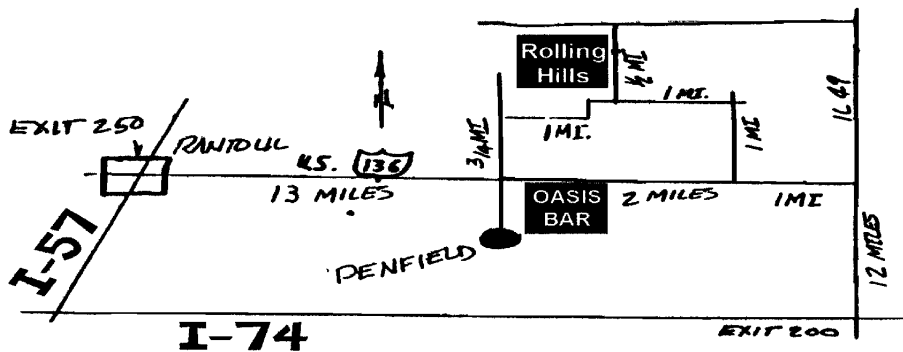 Rolling
Hills
½ MI
1 MI.
IL 49
EXIT 250
RANTOUL
N
U.S. 136
3/4 MI
1 MI.
1 MI
13 MILES
OASIS
BAR
2 MILES
1 MI
PENFIELD
12 MILES
I-57
I-74
EXIT 200